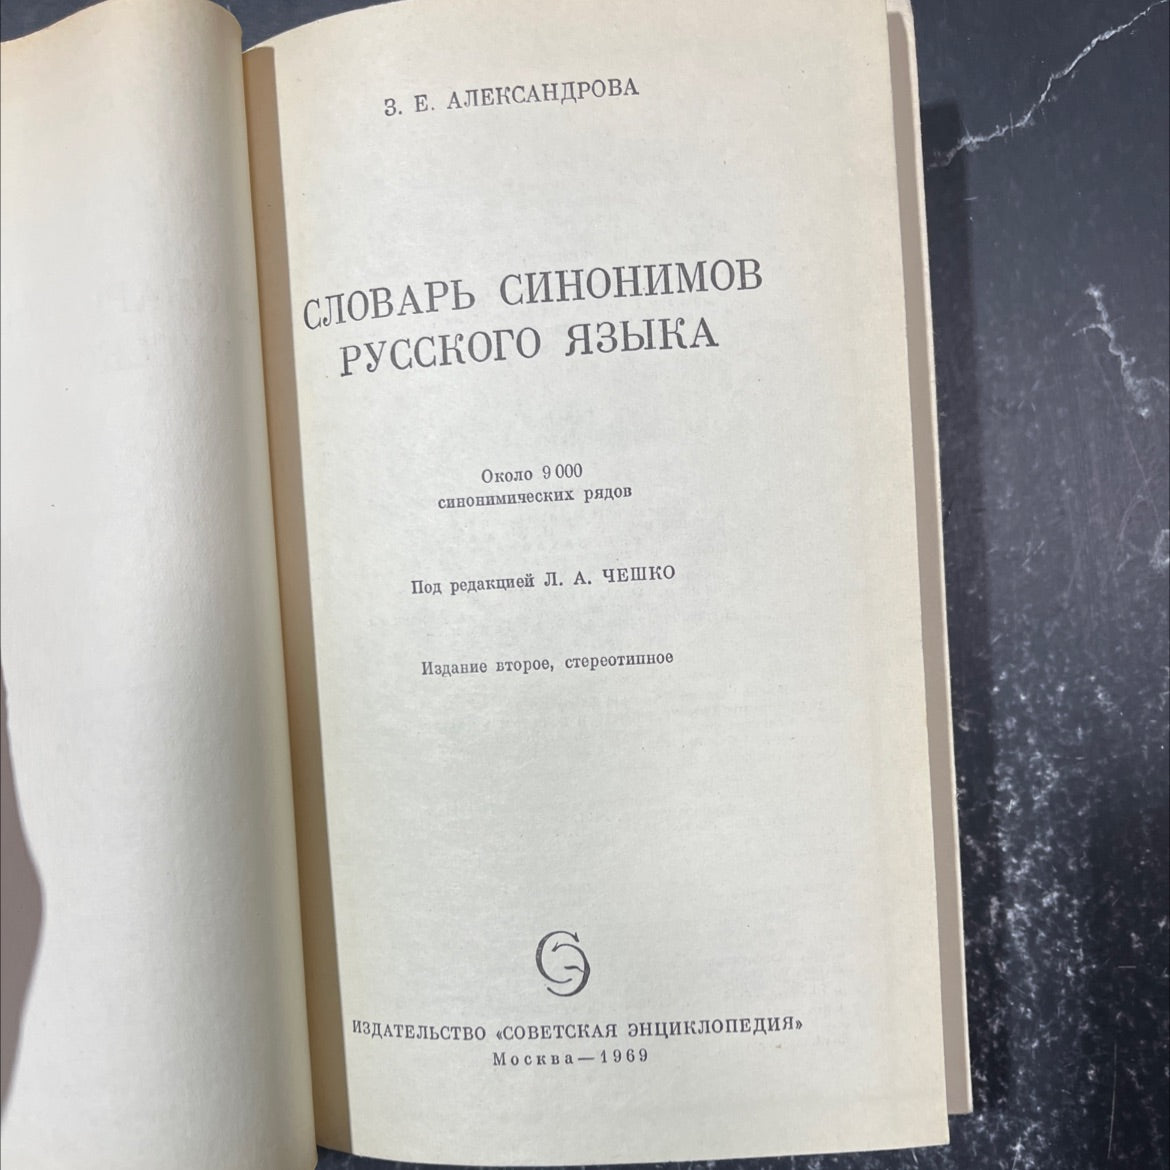 З. Е. АЛЕКСАНДРОВА
СЛОВАРЬ СИНОНИМОВ
РУССКОГО ЯЗЫКА
Около 9 000
синонимических рядов
Под редакцией Л. А. ЧЕШКО
Издание второе, стереотипное
СЭ
ИЗДАТЕЛЬСТВО «СОВЕТСКАЯ ЭНЦИКЛОПЕДИЯ»
Москва — 1969